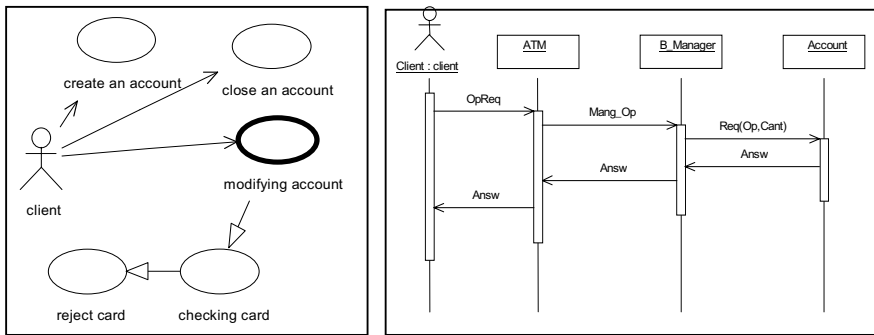 create an account
close an account
modifying account
client
reject card
checking card
Client : client
ATM
B_Manager
Account
OpReq
Mang_Op
Req(Op,Cant)
Answ
Answ
Answ